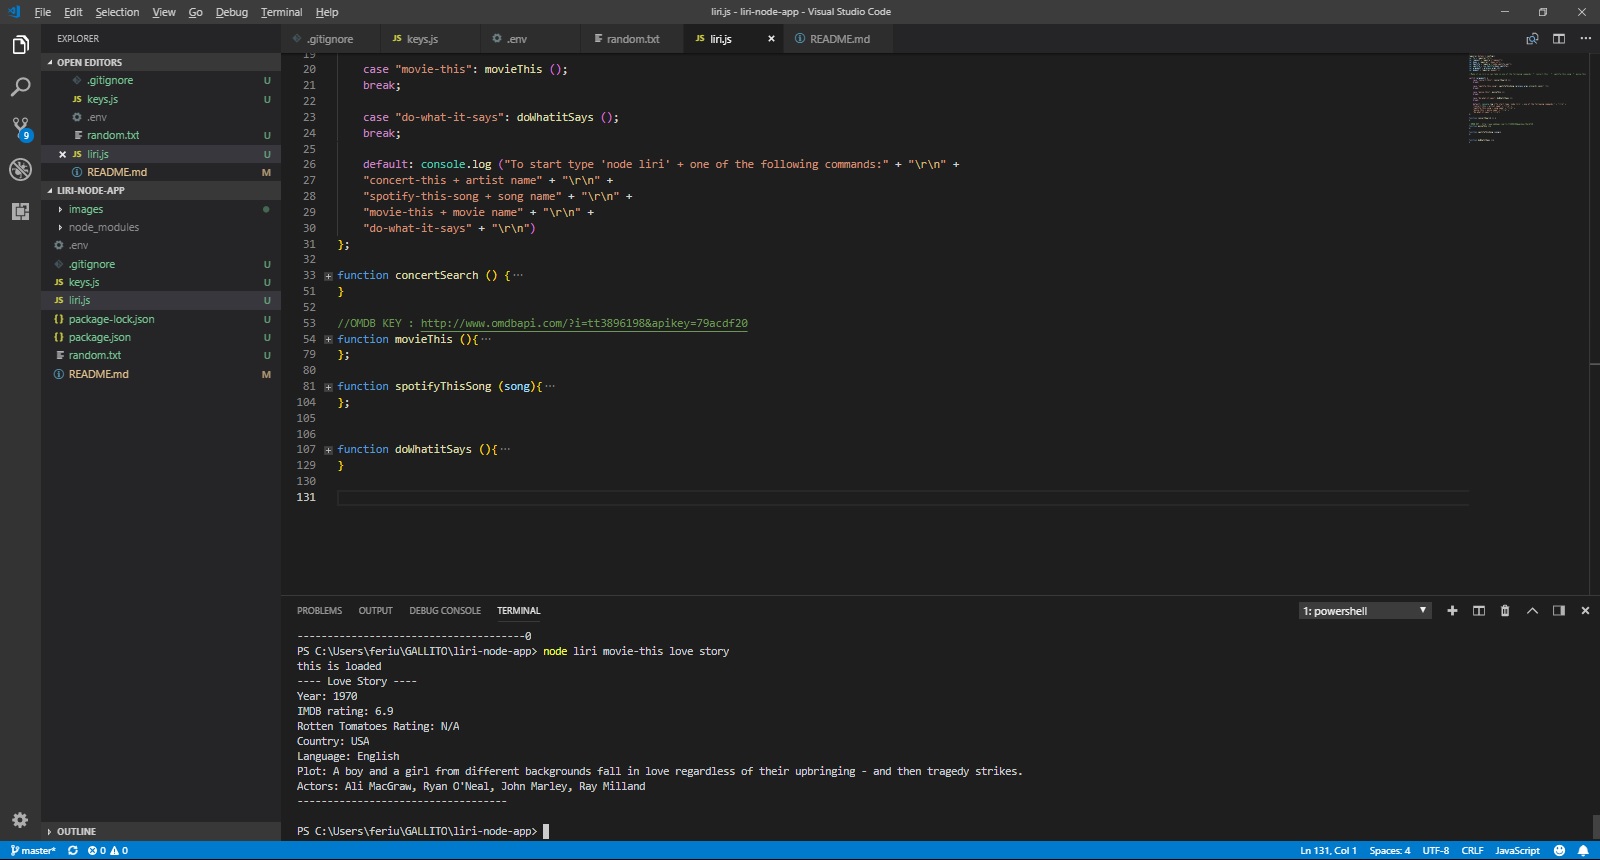 File Edit Selection View Go Debug Terminal Help
liri.js - liri-node-app - Visual Studio Code
EXPLORER
OPEN EDITORS
.gitignore U
JS keys.js U
.env
random.txt U
JS liri.js U
README.md M
LIRI-NODE-APP
images
node_modules
.env
.gitignore U
JS keys.js U
JS liri.js U
{} package-lock.json U
{} package.json U
random.txt U
README.md M
OUTLINE
9
.gitignore JS keys.js .env random.txt JS liri.js README.md
19
20 case "movie-this": movieThis ();
21 break;
22
23 case "do-what-it-says": doWhatitSays ();
24 break;
25
26 default: console.log ("To start type 'node liri' + one of the following commands:" + "\r\n" +
27 "concert-this + artist name" + "\r\n" +
28 "spotify-this-song + song name" + "\r\n" +
29 "movie-this + movie name" + "\r\n" +
30 "do-what-it-says" + "\r\n")
31 };
32
33 function concertSearch () {···
51 }
52
53 //OMDB KEY : http://www.omdbapi.com/?i=tt3896198&apikey=79acdf20
54 function movieThis (){···
79 };
80
81 function spotifyThisSong (song){···
104 };
105
106
107 function doWhatitSays (){···
129 }
130
131
PROBLEMS OUTPUT DEBUG CONSOLE TERMINAL
1: powershell
--------------------------------------0
PS C:\Users\feriu\GALLITO\liri-node-app> node liri movie-this love story
this is loaded
---- Love Story ----
Year: 1970
IMDB rating: 6.9
Rotten Tomatoes Rating: N/A
Country: USA
Language: English
Plot: A boy and a girl from different backgrounds fall in love regardless of their upbringing - and then tragedy strikes.
Actors: Ali MacGraw, Ryan O'Neal, John Marley, Ray Milland
-----------------------------------
PS C:\Users\feriu\GALLITO\liri-node-app>
master* 0 0
Ln 131, Col 1 Spaces: 4 UTF-8 CRLF JavaScript